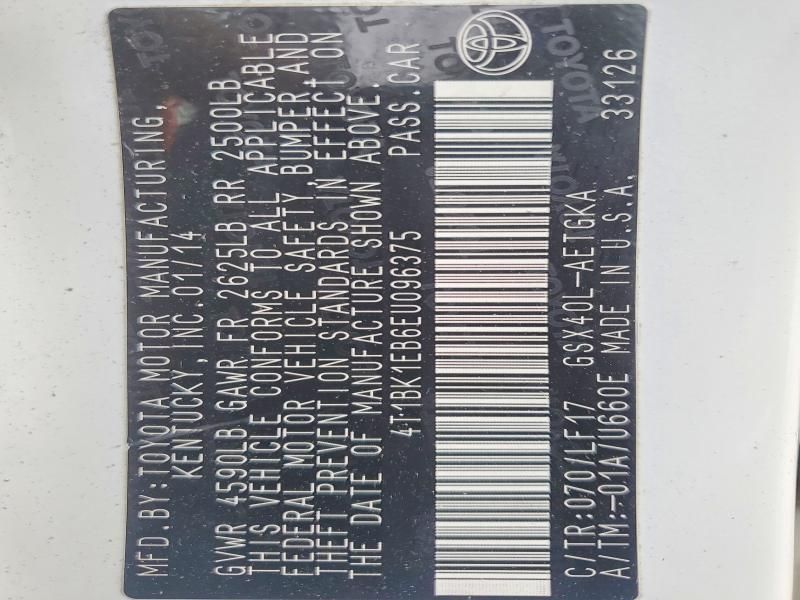 MFD.BY:TOYOTA MOTOR MANUFACTURING,
KENTUCKY, INC.01/14
GVWR 4590LB GAWR FR 2625LB RR 2500LB
THIS VEHICLE CONFORMS TO ALL APPLICABLE
FEDERAL MOTOR VEHICLE SAFETY BUMPER,AND
THEFT PREVENTION STANDARDS IN EFFECT ON
THE DATE OF MANUFACTURE SHOWN ABOVE.
4T1BK1EB6EU096375 PASS.CAR
C/TR:070/LF17 GSX40L-AETGKA
A/TM:-01A/U660E MADE IN U.S.A. 33126
TOYOTA